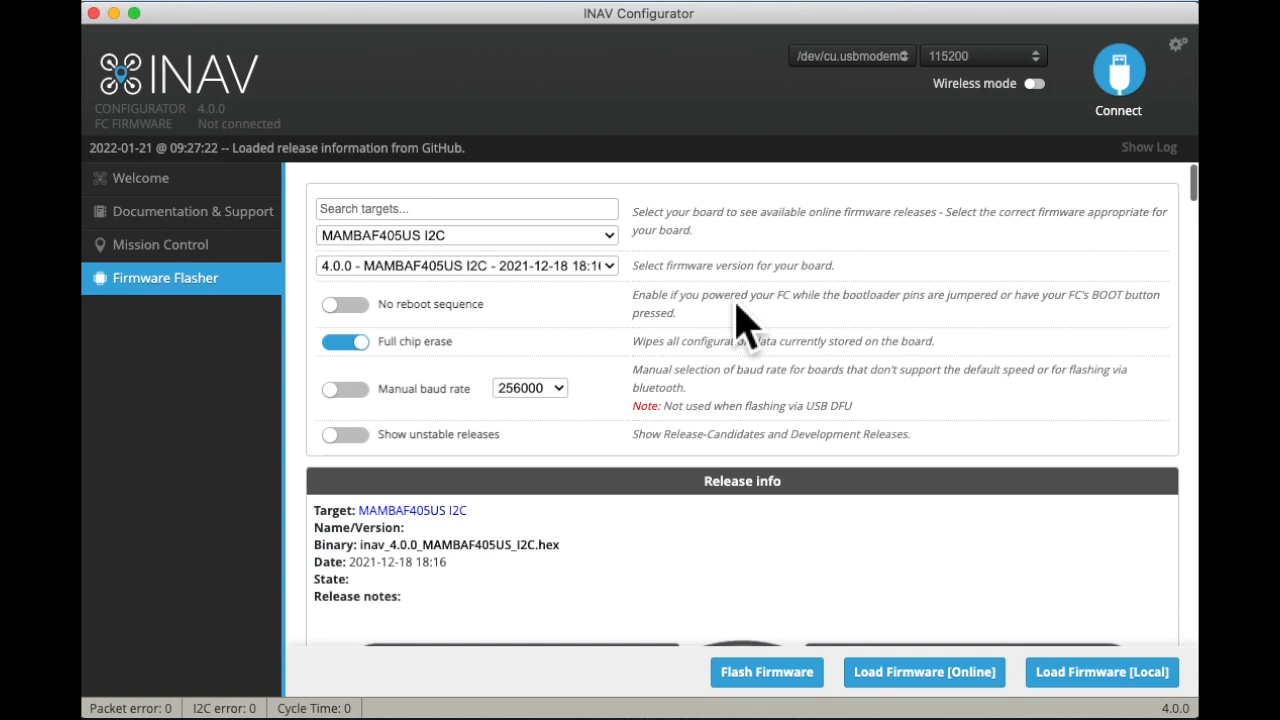 INAV Configurator
INAV
CONFIGURATOR 4.0.0
FC FIRMWARE Not connected
/dev/cu.usbmodem
115200
Wireless mode
Connect
2022-01-21 @ 09:27:22 -- Loaded release information from GitHub.
Show Log
Welcome
Documentation & Support
Mission Control
Firmware Flasher
Search targets...
MAMBAF405US I2C
Select your board to see available online firmware releases - Select the correct firmware appropriate for
your board.
4.0.0 - MAMBAF405US I2C - 2021-12-18 18:1
Select firmware version for your board.
No reboot sequence
Enable if you powered your FC while the bootloader pins are jumpered or have your FC's BOOT button
pressed.
Full chip erase
Wipes all configuration data currently stored on the board.
Manual baud rate
256000
Manual selection of baud rate for boards that don't support the default speed or for flashing via
bluetooth.
Note: Not used when flashing via USB DFU
Show unstable releases
Show Release-Candidates and Development Releases.
Release info
Target: MAMBAF405US I2C
Name/Version:
Binary: inav_4.0.0_MAMBAF405US_I2C.hex
Date: 2021-12-18 18:16
State:
Release notes:
Flash Firmware
Load Firmware [Online]
Load Firmware [Local]
Packet error: 0
I2C error: 0
Cycle Time: 0
4.0.0